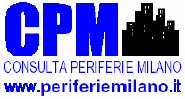 CPM
CONSULTA PERIFERIE MILANO
www.periferiemilano.it